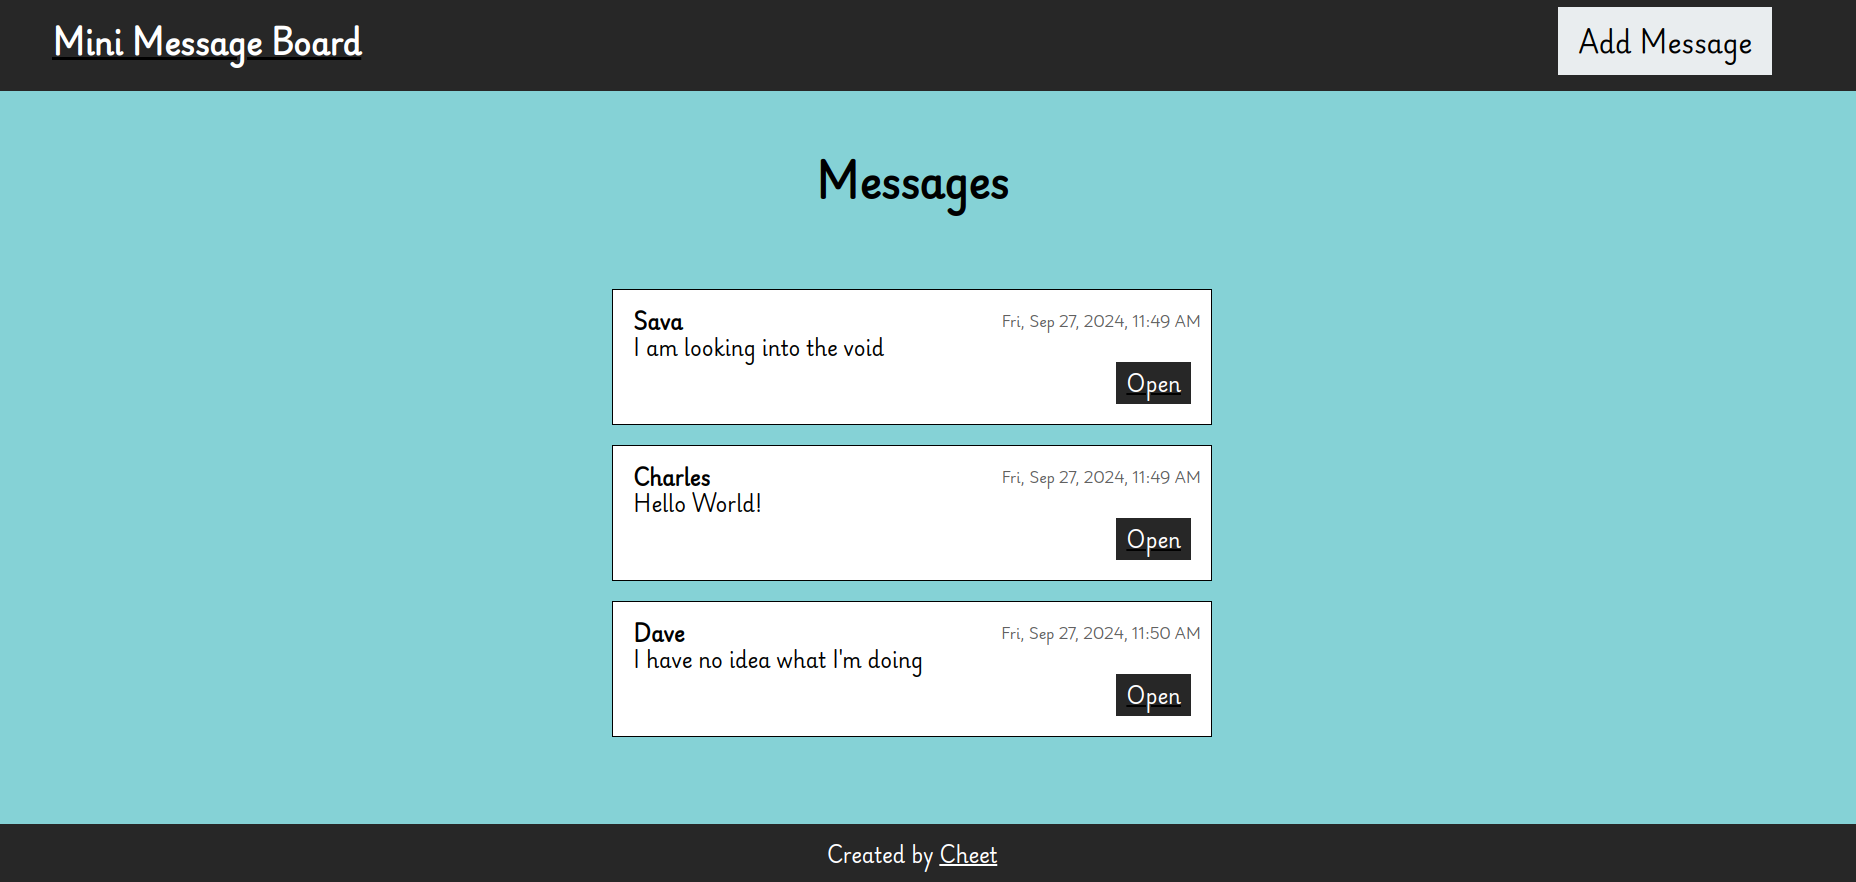 Mini Message Board
Add Message
Messages
Sava
Fri, Sep 27, 2024, 11:49 AM
I am looking into the void
Open
Charles
Fri, Sep 27, 2024, 11:49 AM
Hello World!
Open
Dave
Fri, Sep 27, 2024, 11:50 AM
I have no idea what I'm doing
Open
Created by Cheet